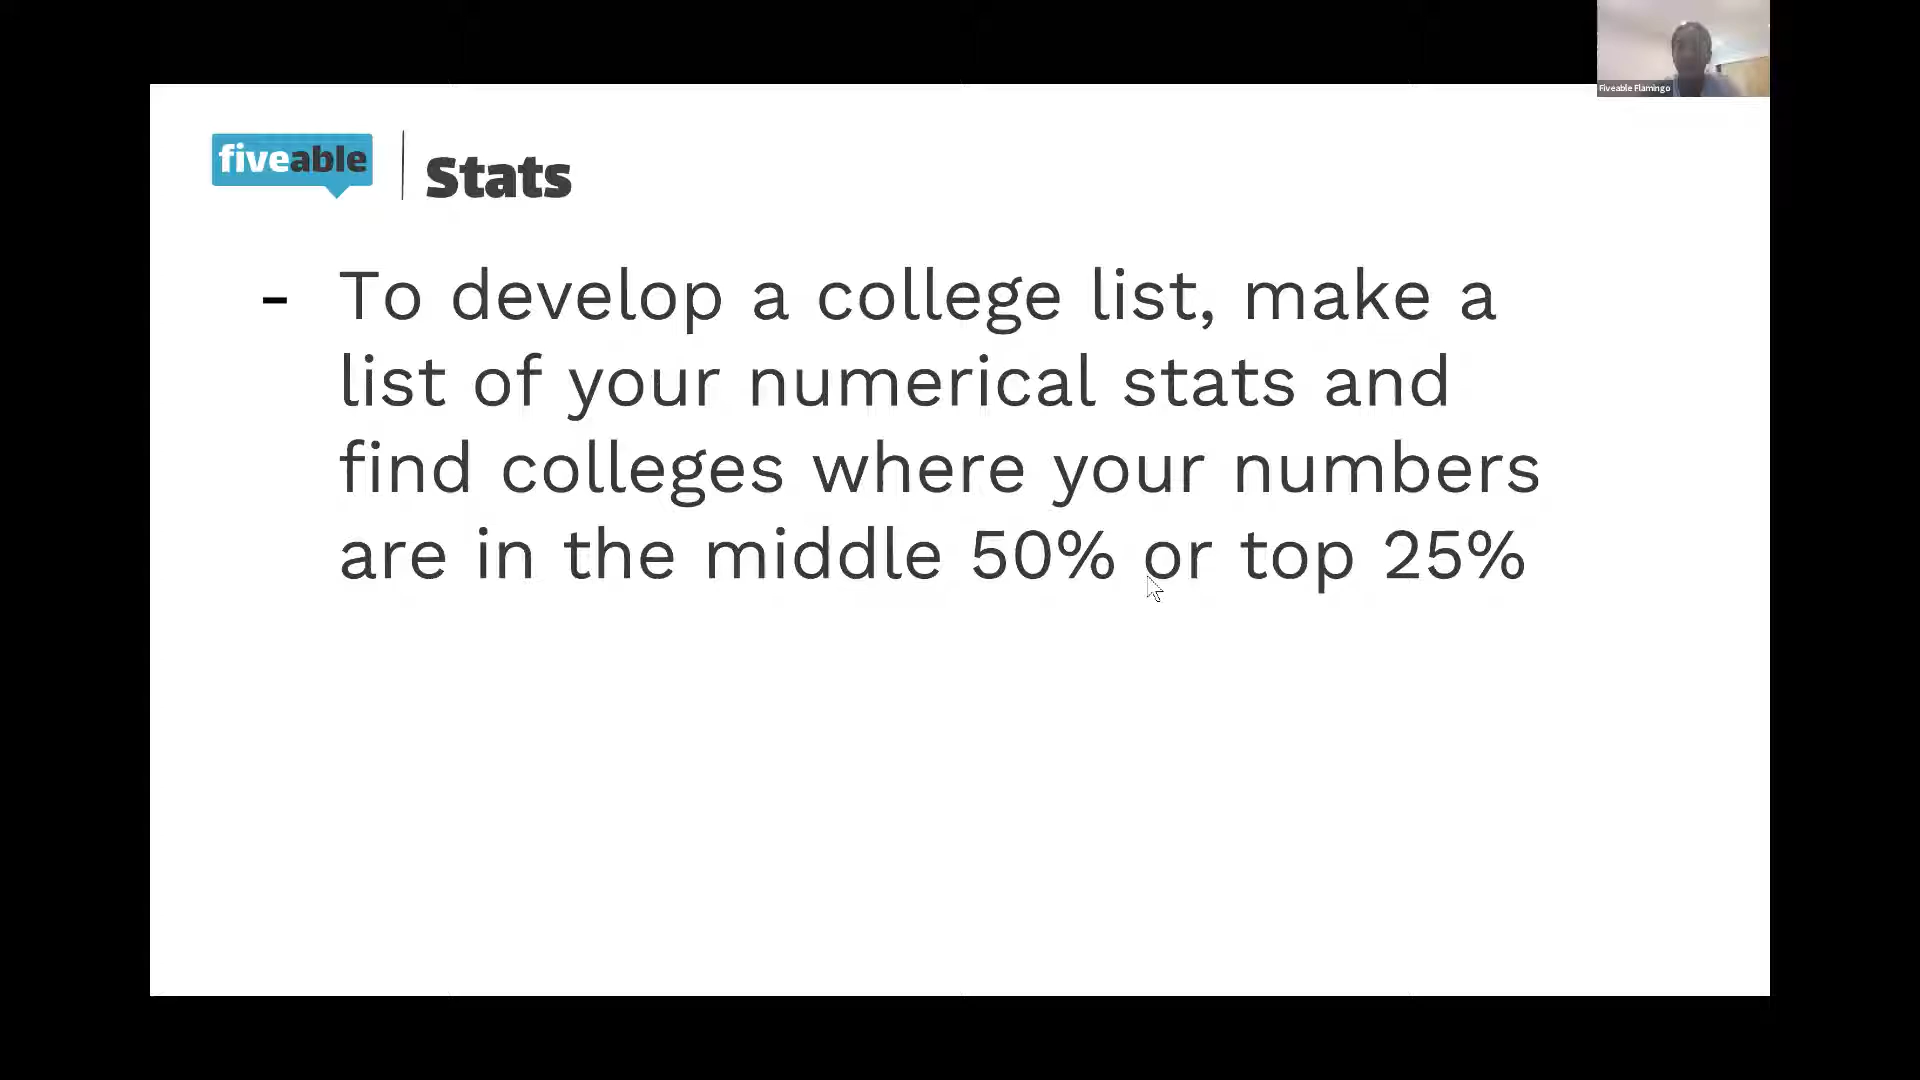 Fiveable Flamingo
fiveable
Stats
- To develop a college list, make a
list of your numerical stats and
find colleges where your numbers
are in the middle 50% or top 25%